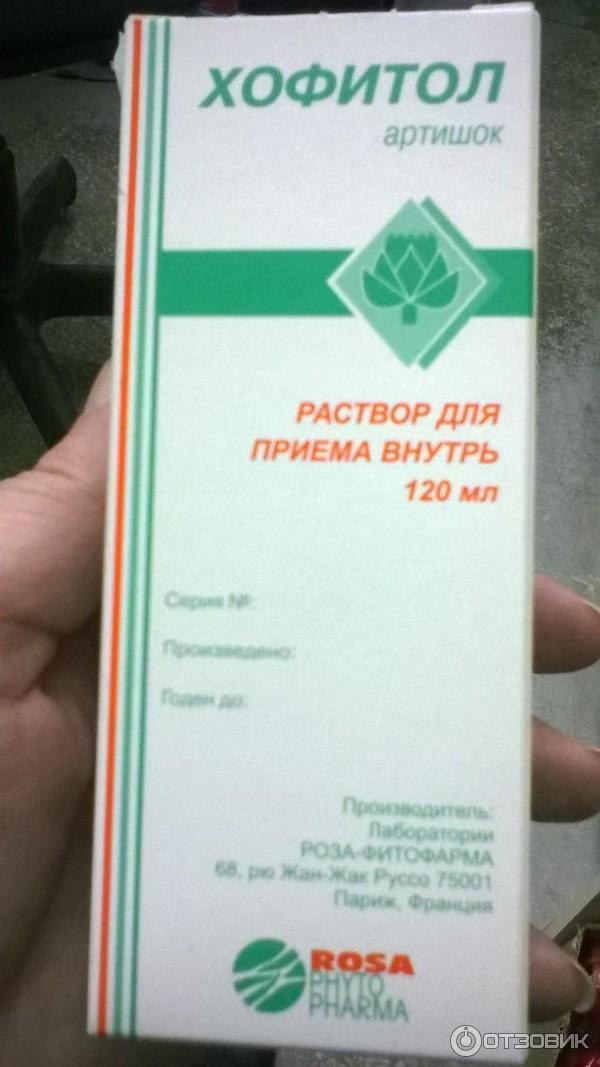 ХОФИТОЛ
артишок
РАСТВОР ДЛЯ
ПРИЕМА ВНУТРЬ
120 мл
Серия №:
Произведено:
Годен до:
Производитель:
Лаборатории
РОЗА-ФИТОФАРМА
68, рю Жан-Жак Руссо 75001
Париж, Франция
ROSA
PHYTO
PHARMA
ОТЗОВИК